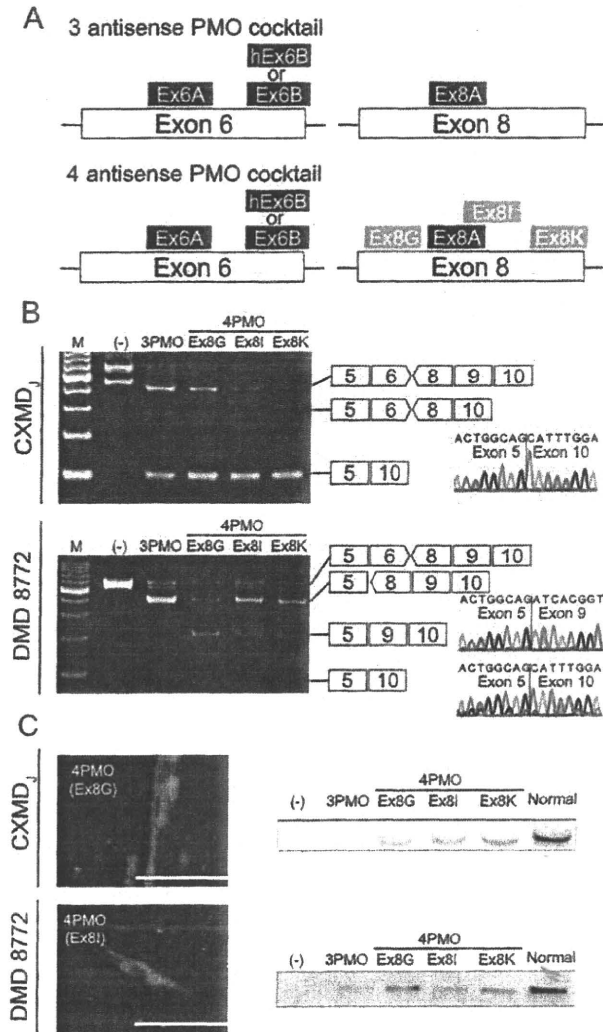 A
3 antisense PMO cocktail
hEx6B
or
Ex6A Ex6B Ex8A
Exon 6 Exon 8
4 antisense PMO cocktail
hEx6B
or
Ex8I
Ex6A Ex6B Ex8G Ex8A Ex8K
Exon 6 Exon 8
B
4PMO
M (-) 3PMO Ex8G Ex8I Ex8K
CXMDJ
5 6 8 9 10
5 6 8 10
ACTGGCAGCATTTGGA
Exon 5 Exon 10
5 10
4PMO
M (-) 3PMO Ex8G Ex8I Ex8K
DMD 8772
5 6 8 9 10
5 8 9 10
ACTGGCAGATCACGGT
Exon 5 Exon 9
5 9 10
ACTGGCAGCATTTGGA
Exon 5 Exon 10
5 10
C
CXMDJ
4PMO
(Ex8G)
4PMO
(-) 3PMO Ex8G Ex8I Ex8K Normal
DMD 8772
4PMO
(Ex8I)
4PMO
(-) 3PMO Ex8G Ex8I Ex8K Normal